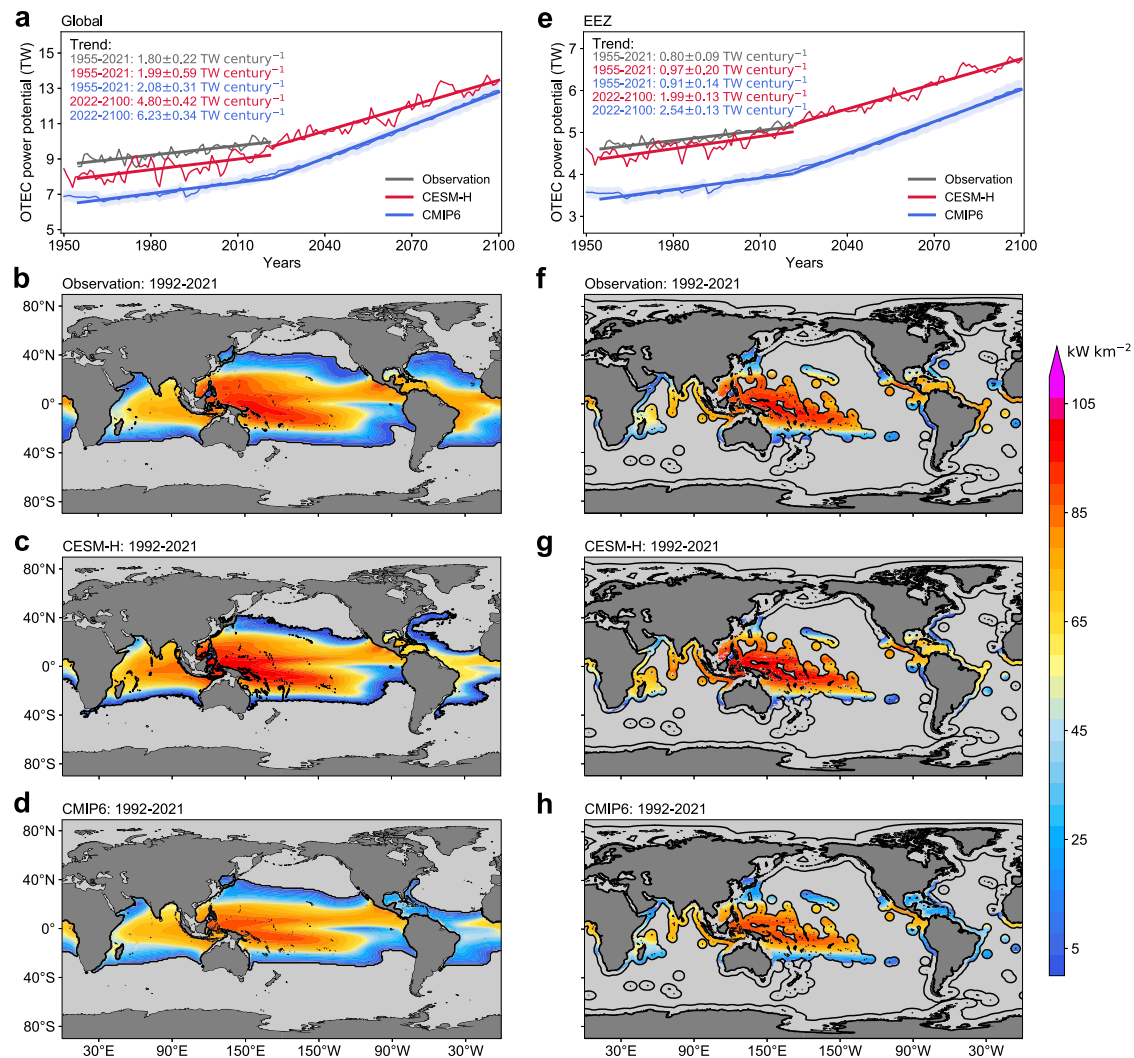 a Global
OTEC power potential (TW)
15
13
11
9
7
5
Trend:
1955-2021: 1.80±0.22 TW century⁻¹
1955-2021: 1.99±0.59 TW century⁻¹
1955-2021: 2.08±0.31 TW century⁻¹
2022-2100: 4.80±0.42 TW century⁻¹
2022-2100: 6.23±0.34 TW century⁻¹
Observation
CESM-H
CMIP6
1950 1980 2010 2040 2070 2100
Years
e EEZ
OTEC power potential (TW)
7
6
5
4
3
Trend:
1955-2021: 0.80±0.09 TW century⁻¹
1955-2021: 0.97±0.20 TW century⁻¹
1955-2021: 0.91±0.14 TW century⁻¹
2022-2100: 1.99±0.13 TW century⁻¹
2022-2100: 2.54±0.13 TW century⁻¹
Observation
CESM-H
CMIP6
1950 1980 2010 2040 2070 2100
Years
b Observation: 1992-2021
80°N
40°N
0°
40°S
80°S
f Observation: 1992-2021
c CESM-H: 1992-2021
80°N
40°N
0°
40°S
80°S
g CESM-H: 1992-2021
d CMIP6: 1992-2021
80°N
40°N
0°
40°S
80°S
30°E 90°E 150°E 150°W 90°W 30°W
h CMIP6: 1992-2021
30°E 90°E 150°E 150°W 90°W 30°W
kW km⁻²
105
85
65
45
25
5